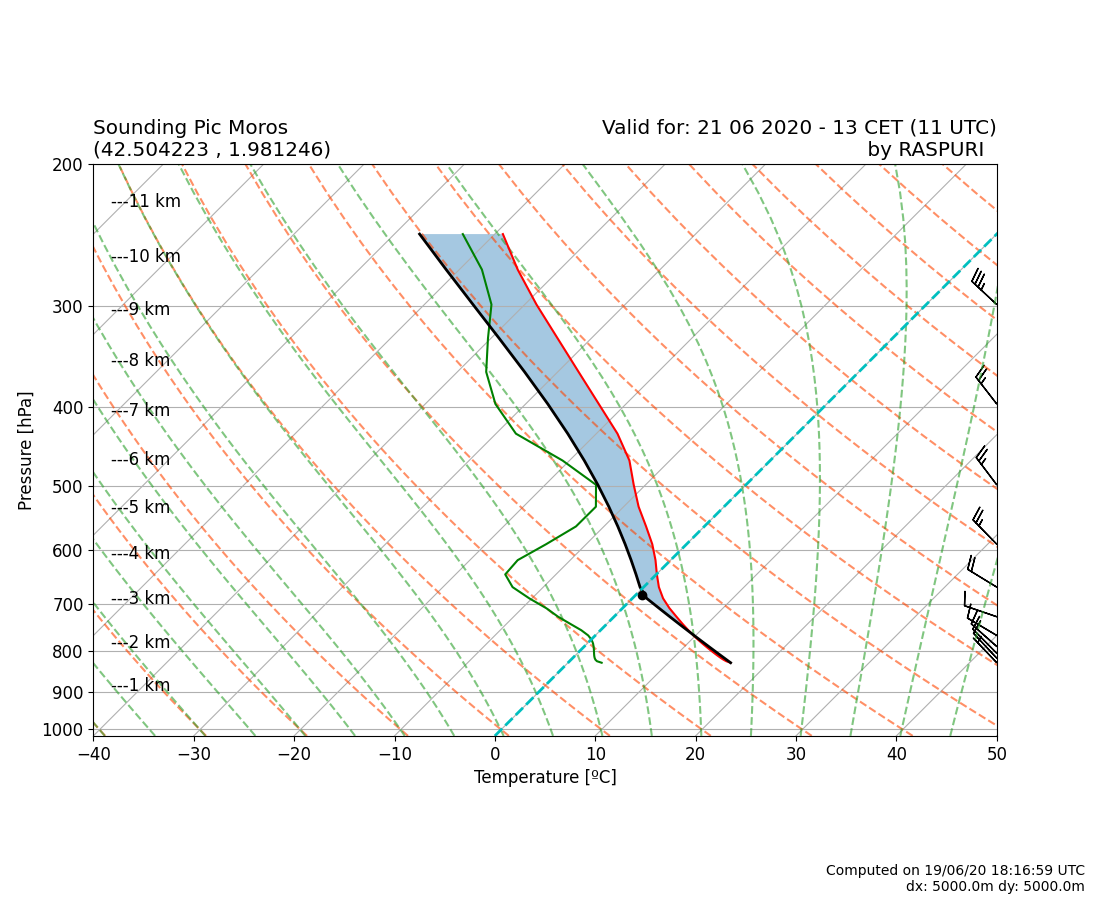 Sounding Pic Moros
(42.504223 , 1.981246)
Valid for: 21 06 2020 - 13 CET (11 UTC)
by RASPURI
200
300
400
500
600
700
800
900
1000
Pressure [hPa]
---11 km
---10 km
---9 km
---8 km
---7 km
---6 km
---5 km
---4 km
---3 km
---2 km
---1 km
−40 −30 −20 −10 0 10 20 30 40 50
Temperature [ºC]
Computed on 19/06/20 18:16:59 UTC
dx: 5000.0m dy: 5000.0m